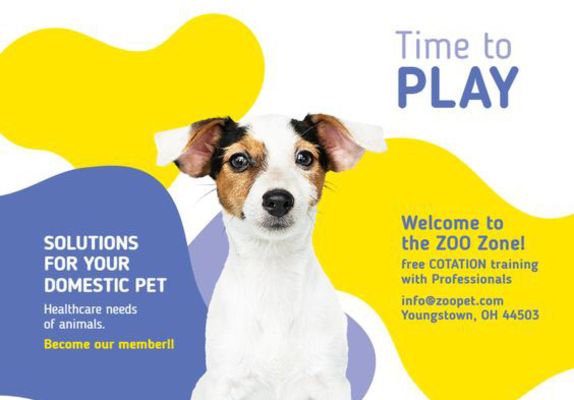 Time to
PLAY
SOLUTIONS
FOR YOUR
DOMESTIC PET
Healthcare needs
of animals.
Become our member!!
Welcome to
the ZOO Zone!
free COTATION training
with Professionals
info@zoopet.com
Youngstown, OH 44503